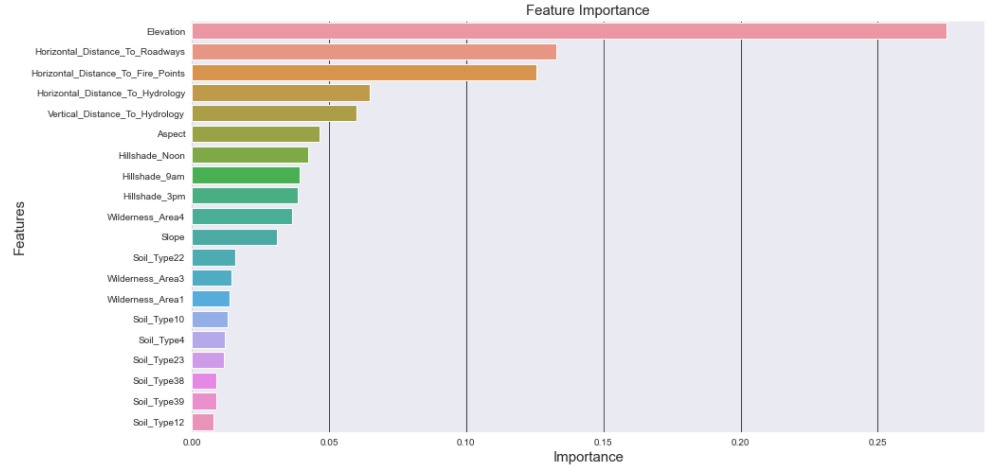 Feature Importance
Elevation
Horizontal_Distance_To_Roadways
Horizontal_Distance_To_Fire_Points
Horizontal_Distance_To_Hydrology
Vertical_Distance_To_Hydrology
Aspect
Hillshade_Noon
Hillshade_9am
Hillshade_3pm
Wilderness_Area4
Slope
Soil_Type22
Wilderness_Area3
Wilderness_Area1
Soil_Type10
Soil_Type4
Soil_Type23
Soil_Type38
Soil_Type39
Soil_Type12
Features
0.00 0.05 0.10 0.15 0.20 0.25
Importance